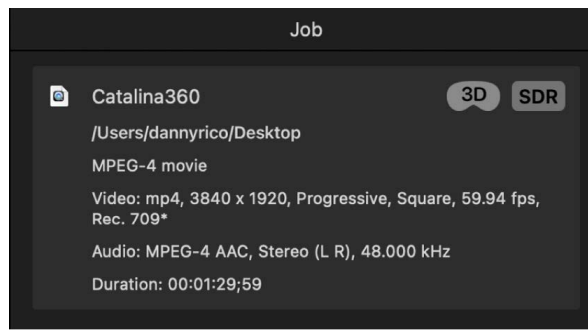 Job
Catalina360
3D
SDR
/Users/dannyrico/Desktop
MPEG-4 movie
Video: mp4, 3840 x 1920, Progressive, Square, 59.94 fps,
Rec. 709*
Audio: MPEG-4 AAC, Stereo (L R), 48.000 kHz
Duration: 00:01:29;59